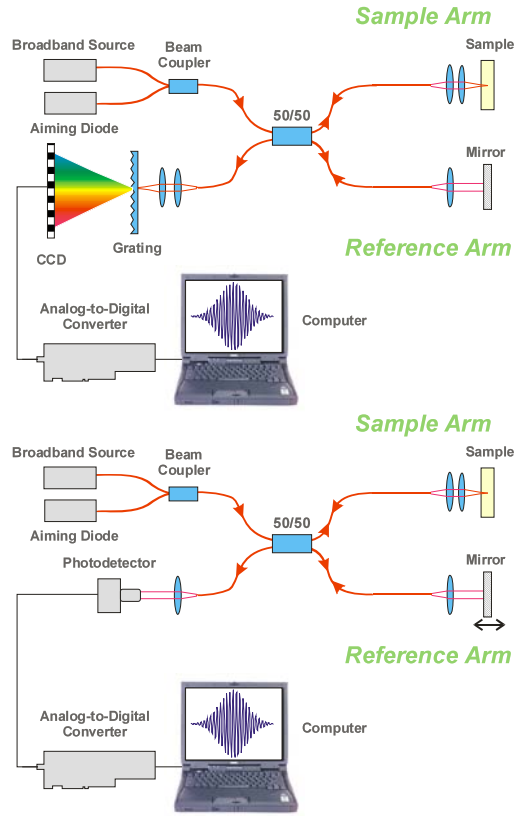 Sample Arm
Broadband Source
Beam
Coupler
Sample
50/50
Aiming Diode
Mirror
Grating
CCD
Reference Arm
Analog-to-Digital
Converter
Computer
Sample Arm
Broadband Source
Beam
Coupler
Sample
50/50
Aiming Diode
Photodetector
Mirror
Reference Arm
Analog-to-Digital
Converter
Computer